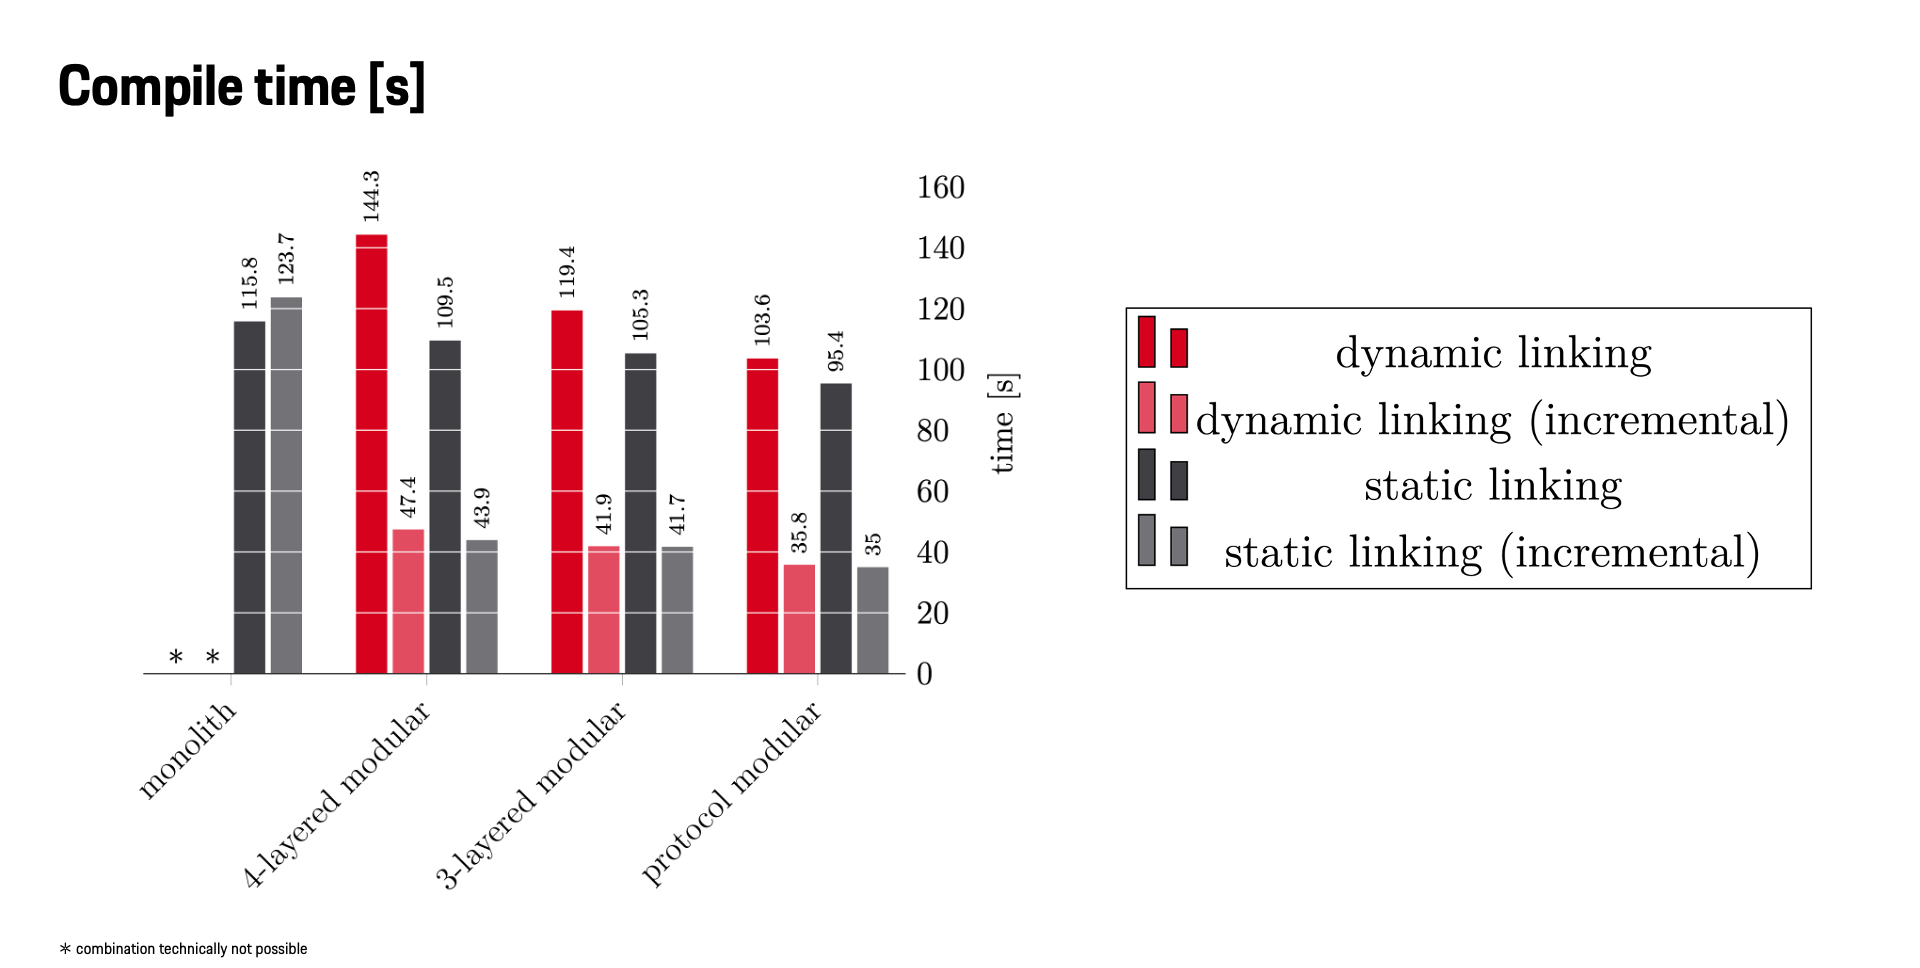 Compile time [s]
115.8
123.7
144.3
47.4
109.5
43.9
119.4
41.9
105.3
41.7
103.6
35.8
95.4
35
160
140
120
100
80
60
40
20
0
time [s]
* *
monolith
4-layered modular
3-layered modular
protocol modular
dynamic linking
dynamic linking (incremental)
static linking
static linking (incremental)
* combination technically not possible